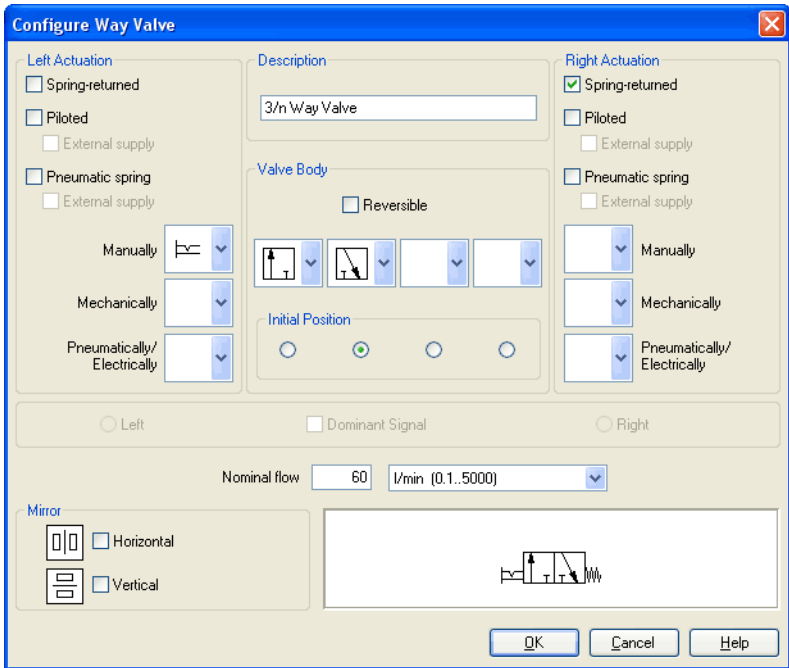 Configure Way Valve
Left Actuation
Spring-returned
Piloted
External supply
Pneumatic spring
External supply
Manually
Mechanically
Pneumatically/
Electrically
Description
3/n Way Valve
Valve Body
Reversible
Initial Position
Right Actuation
Spring-returned
Piloted
External supply
Pneumatic spring
External supply
Manually
Mechanically
Pneumatically/
Electrically
Left Dominant Signal Right
Nominal flow 60 l/min (0.1..5000)
Mirror
Horizontal
Vertical
OK Cancel Help